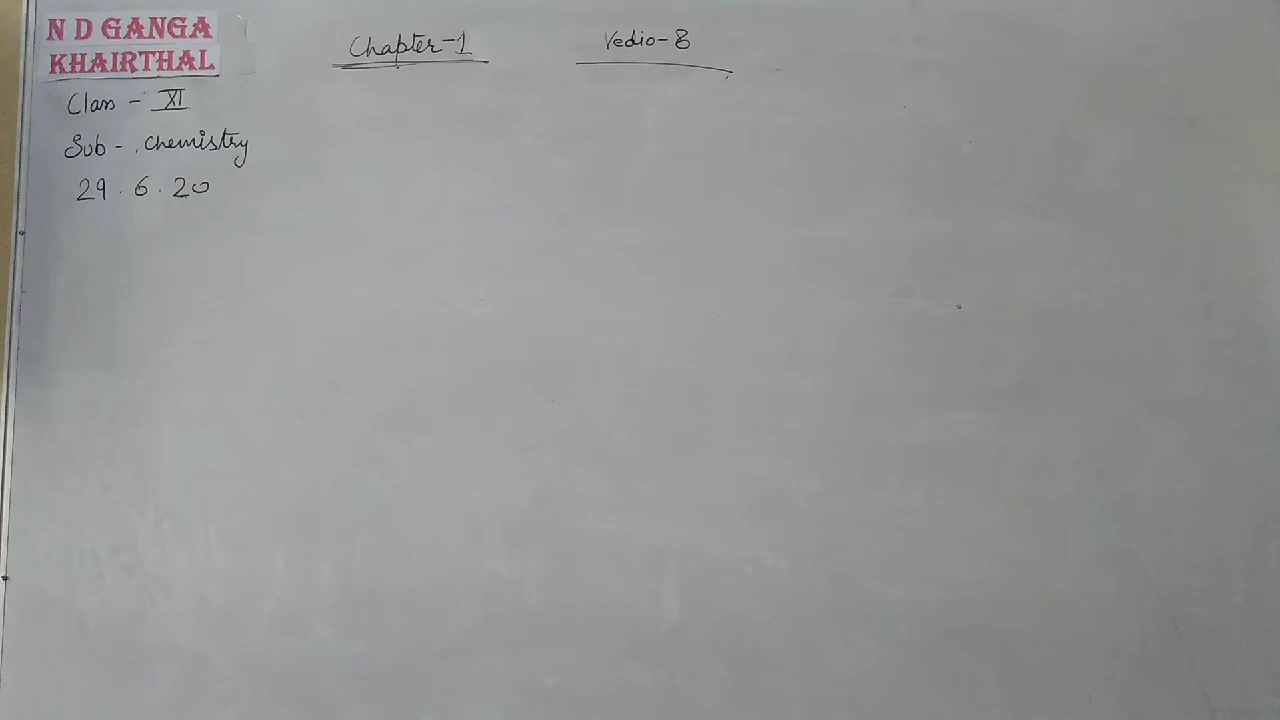 N D GANGA
KHAIRTHAL
Chapter-1 Vedio-8
Class - XI
Sub - Chemistry
29.6.20